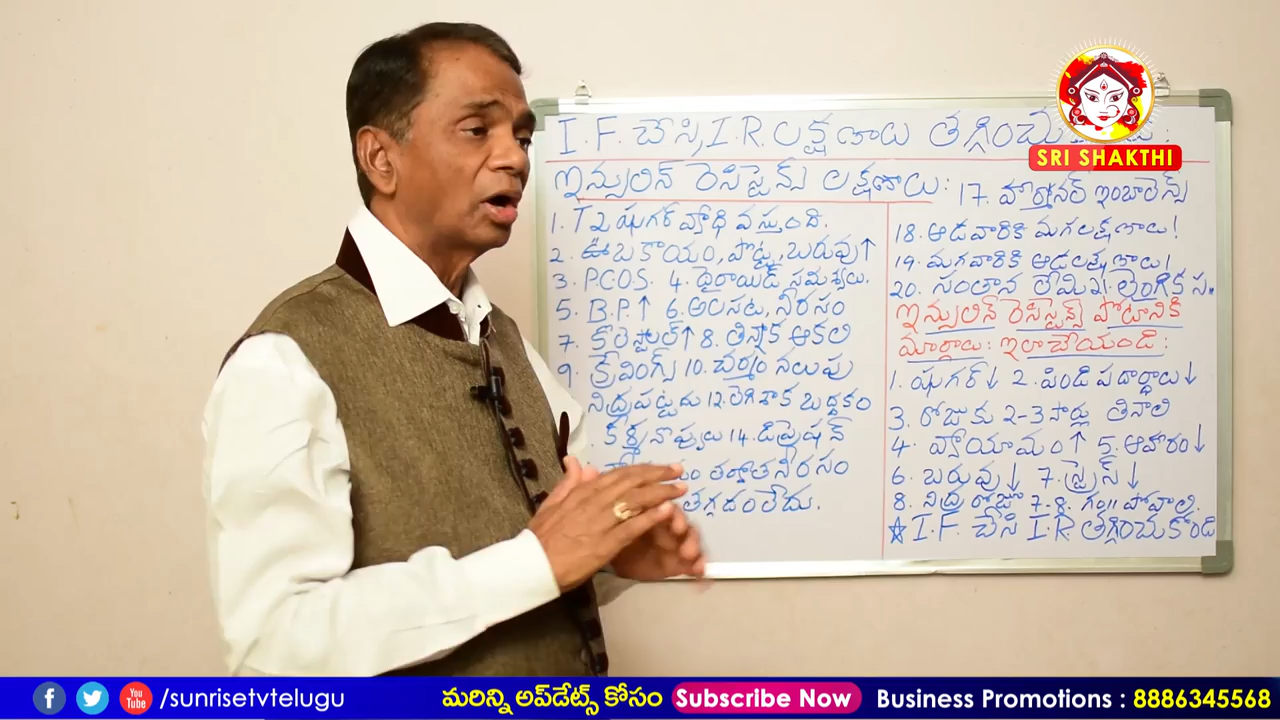 I.F. చేసి, I.R. లక్షణాలు
SRI SHAKTHI
ఇన్సులిన్ రెసిస్టెన్స్ లక్షణాలు:
1. T2 షుగర్ వ్యాధి వస్తుంది.
2. ఊబకాయం, పొట్ట, బరువు↑
3. P.C.O.S. 4. థైరాయిడ్ సమశ్యలు.
5. B.P.↑ 6. అలసట, నీరసం
7. కొలెస్ట్రాల్↑ 8. తిన్నాక ఆకలి
9. క్రేవింగ్స్ 10. చర్మం నలుపు
నిద్రపట్టదు 12. లెగిశాక బద్ధకం
కీళ్ళనొప్పులు 14. డిప్రెషన్
తర్వాత నీరసం
తగ్గడంలేదు.
17. హార్మోనల్ ఇంబాలెన్స్
18. ఆడవారికి మగలక్షణాలు!
19. మగవారికి ఆడలక్షణాలు!
20. సంతాన లేమి 21. లైంగిక స.
ఇన్సులిన్ రెసిస్టెన్స్ పోటానికి
మార్గాలు: ఇలా చేయండి:
1. షుగర్↓ 2. పిండి పదార్థాలు↓
3. రోజుకు 2-3 సార్లు తినాలి
4. వ్యాయామం↑ 5. ఆహారం↓
6. బరువు↓ 7. స్ట్రెస్↓
8. నిద్ర రోజూ 7-8. గం॥ పోవాలి.
☆ I.F. చేసి I.R. తగ్గించుకోండి
/sunrisetvtelugu మరిన్ని అప్‌డేట్స్ కోసం Subscribe Now Business Promotions : 8886345568